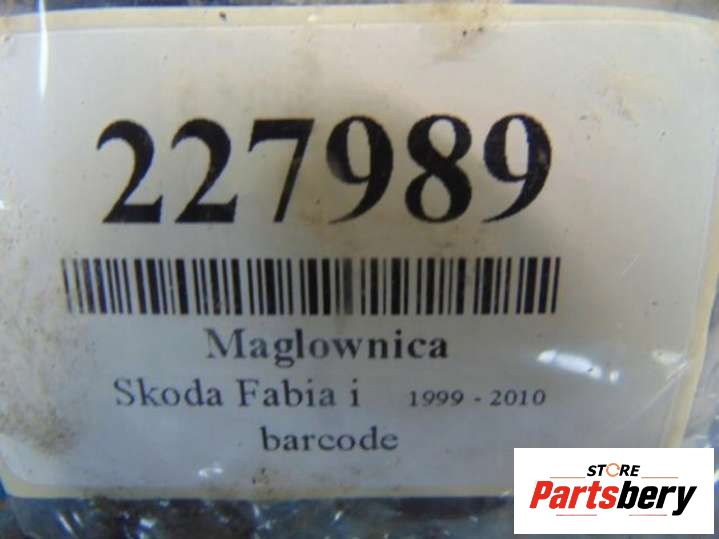 227989
Maglownica
Skoda Fabia i 1999 - 2010
barcode
STORE
Partsbery